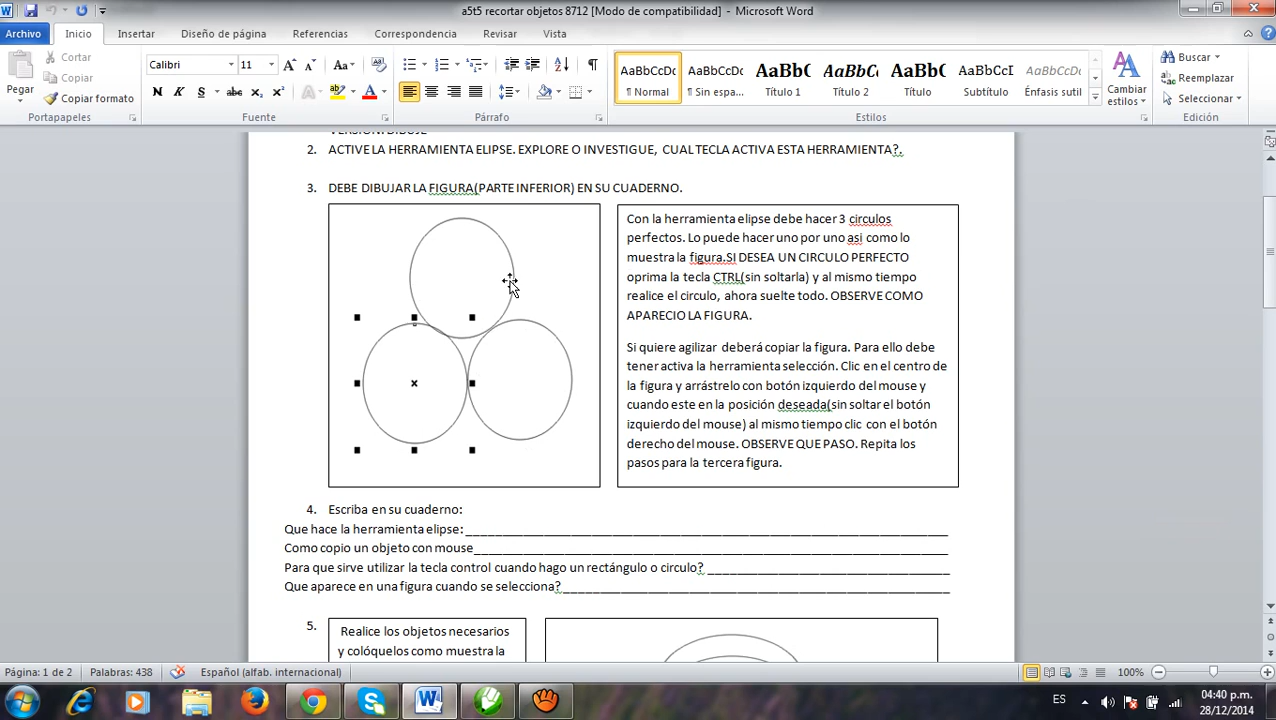 a5t5 recortar objetos 8712 [Modo de compatibilidad] - Microsoft Word
Archivo Inicio Insertar Diseño de página Referencias Correspondencia Revisar Vista
Pegar
Cortar
Copiar
Copiar formato
Portapapeles
Calibri 11
Aa
N K S abc x₂ x²
A A
Fuente
Párrafo
AaBbCcDc AaBbCcDc AaBbC AaBbCc AaBbC AaBbCcDc AaBbCcDc
¶ Normal ¶ Sin espa... Título 1 Título 2 Título Subtítulo Énfasis sutil
Cambiar estilos
Estilos
Buscar
Reemplazar
Seleccionar
Edición
2. ACTIVE LA HERRAMIENTA ELIPSE. EXPLORE O INVESTIGUE, CUAL TECLA ACTIVA ESTA HERRAMIENTA?.
3. DEBE DIBUJAR LA FIGURA(PARTE INFERIOR) EN SU CUADERNO.
Con la herramienta elipse debe hacer 3 circulos
perfectos. Lo puede hacer uno por uno asi como lo
muestra la figura.SI DESEA UN CIRCULO PERFECTO
oprima la tecla CTRL(sin soltarla) y al mismo tiempo
realice el circulo, ahora suelte todo. OBSERVE COMO
APARECIO LA FIGURA.
Si quiere agilizar deberá copiar la figura. Para ello debe
tener activa la herramienta selección. Clic en el centro de
la figura y arrástrelo con botón izquierdo del mouse y
cuando este en la posición deseada(sin soltar el botón
izquierdo del mouse) al mismo tiempo clic con el botón
derecho del mouse. OBSERVE QUE PASO. Repita los
pasos para la tercera figura.
4. Escriba en su cuaderno:
Que hace la herramienta elipse:
Como copio un objeto con mouse
Para que sirve utilizar la tecla control cuando hago un rectángulo o circulo?
Que aparece en una figura cuando se selecciona?
5. Realice los objetos necesarios
y colóquelos como muestra la
Página: 1 de 2 Palabras: 438 Español (alfab. internacional) 100%
ES 04:40 p.m.
28/12/2014